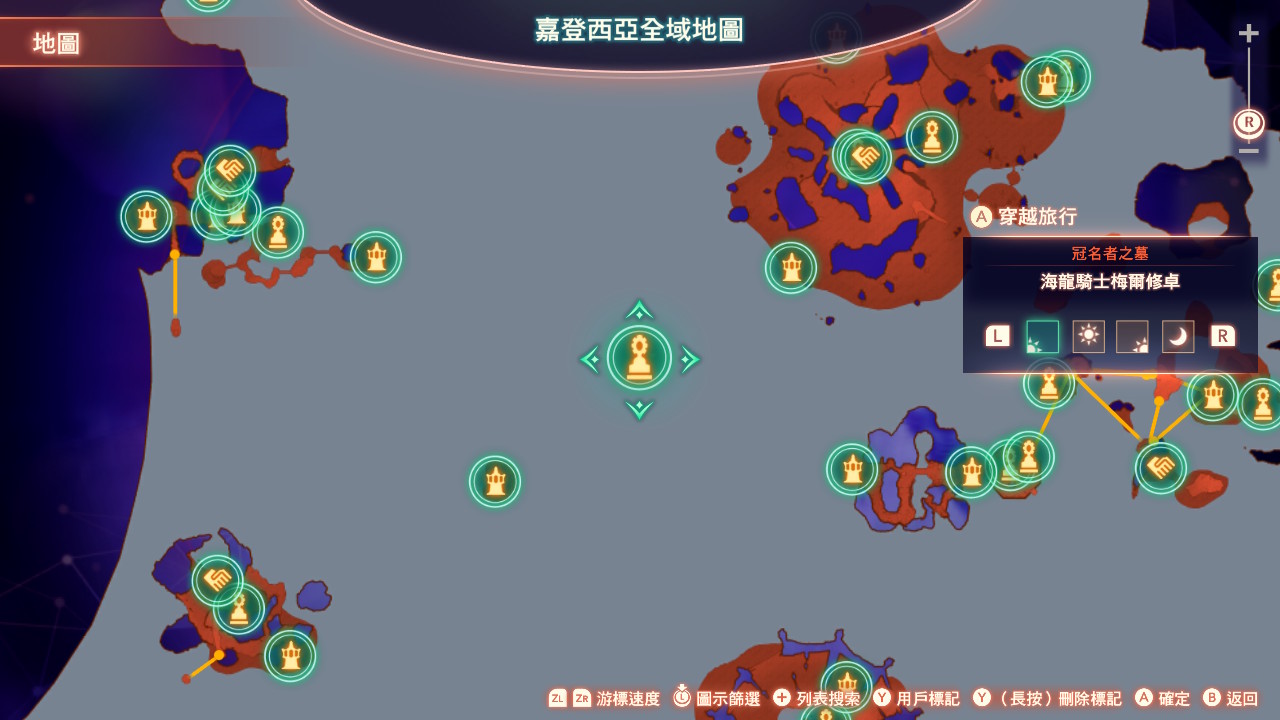 地圖
嘉登西亞全域地圖
R
A 穿越旅行
冠名者之墓
海龍騎士梅爾修卓
L R
ZL ZR 游標速度 L 圖示篩選 + 列表搜索 Y 用戶標記 Y （長按）刪除標記 A 確定 B 返回